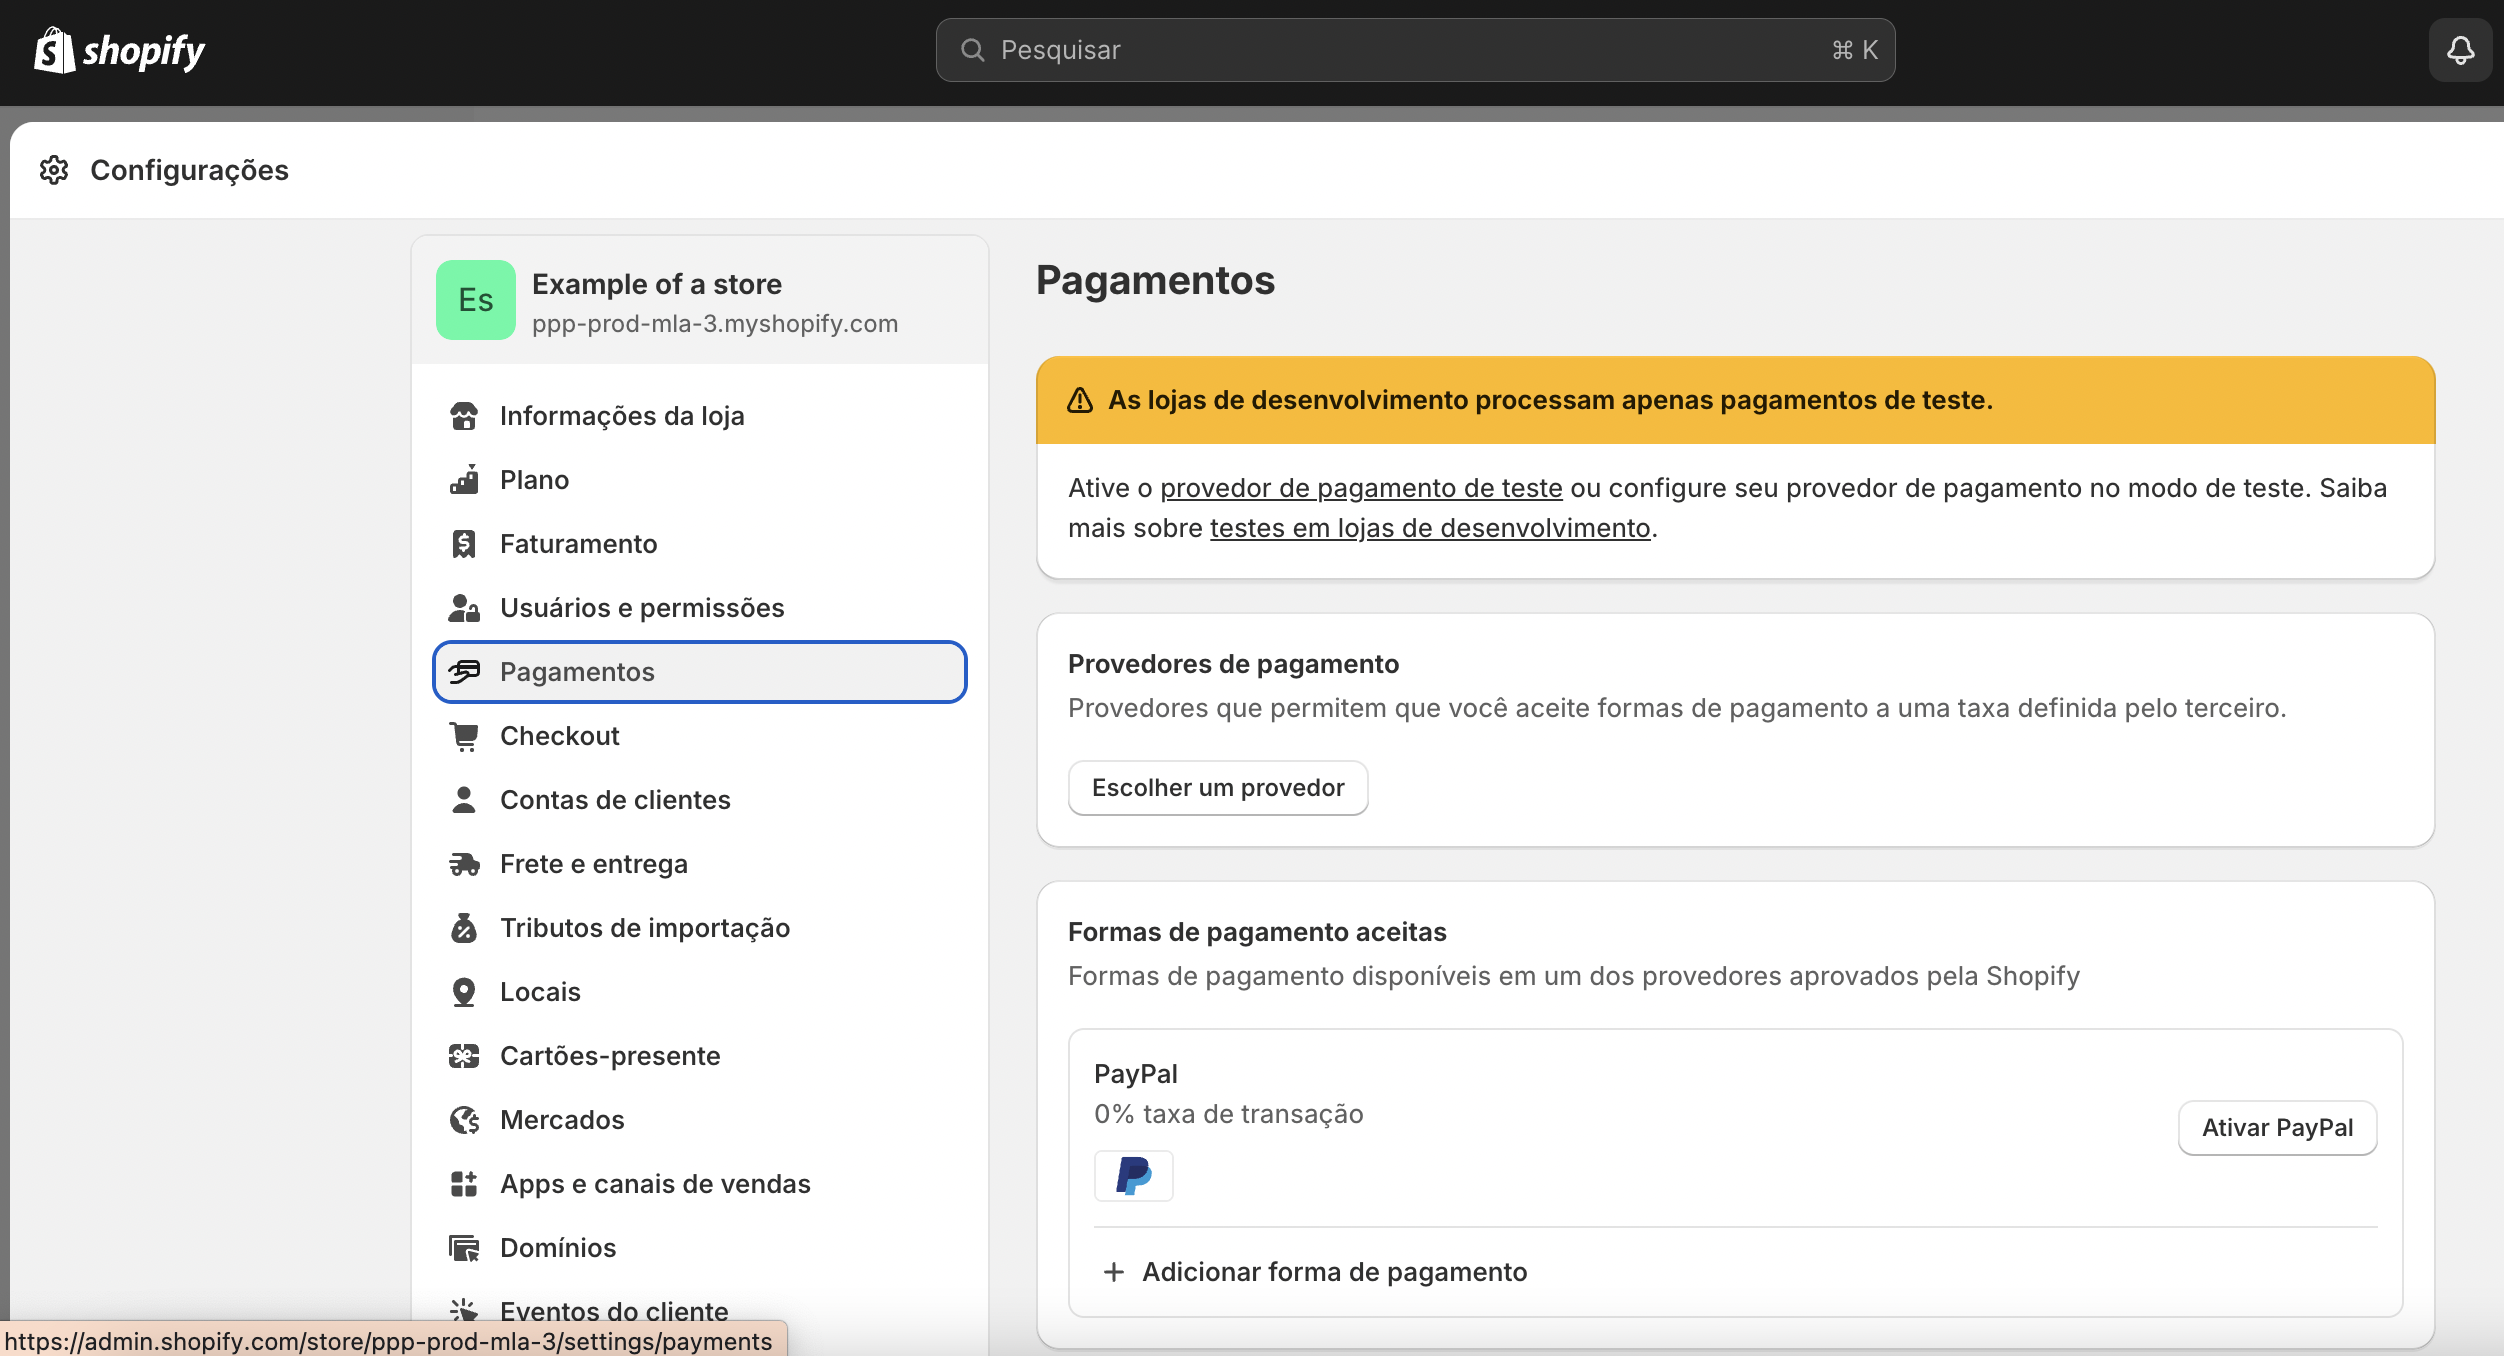 shopify
Pesquisar
⌘ K
Configurações
Es
Example of a store
ppp-prod-mla-3.myshopify.com
Informações da loja
Plano
Faturamento
Usuários e permissões
Pagamentos
Checkout
Contas de clientes
Frete e entrega
Tributos de importação
Locais
Cartões-presente
Mercados
Apps e canais de vendas
Domínios
Eventos do cliente
Pagamentos
As lojas de desenvolvimento processam apenas pagamentos de teste.
Ative o provedor de pagamento de teste ou configure seu provedor de pagamento no modo de teste. Saiba
mais sobre testes em lojas de desenvolvimento.
Provedores de pagamento
Provedores que permitem que você aceite formas de pagamento a uma taxa definida pelo terceiro.
Escolher um provedor
Formas de pagamento aceitas
Formas de pagamento disponíveis em um dos provedores aprovados pela Shopify
PayPal
0% taxa de transação
Ativar PayPal
Adicionar forma de pagamento
https://admin.shopify.com/store/ppp-prod-mla-3/settings/payments